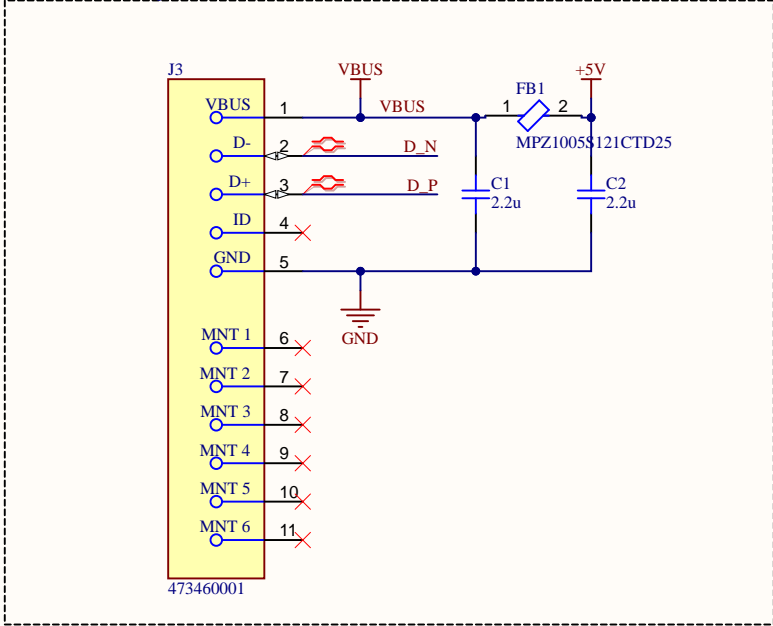 J3
VBUS
+5V
VBUS 1
VBUS
FB1
1 2
MPZ1005S121CTD25
D- 2
D_N
D+ 3
D_P
C1
2.2u
C2
2.2u
ID 4
GND 5
GND
MNT 1 6
MNT 2 7
MNT 3 8
MNT 4 9
MNT 5 10
MNT 6 11
473460001